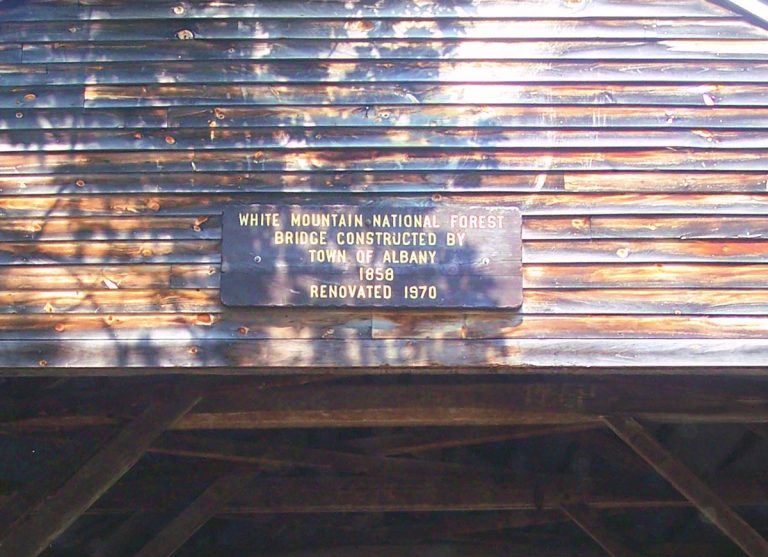 WHITE MOUNTAIN NATIONAL FOREST
BRIDGE CONSTRUCTED BY
TOWN OF ALBANY
1858
RENOVATED 1970